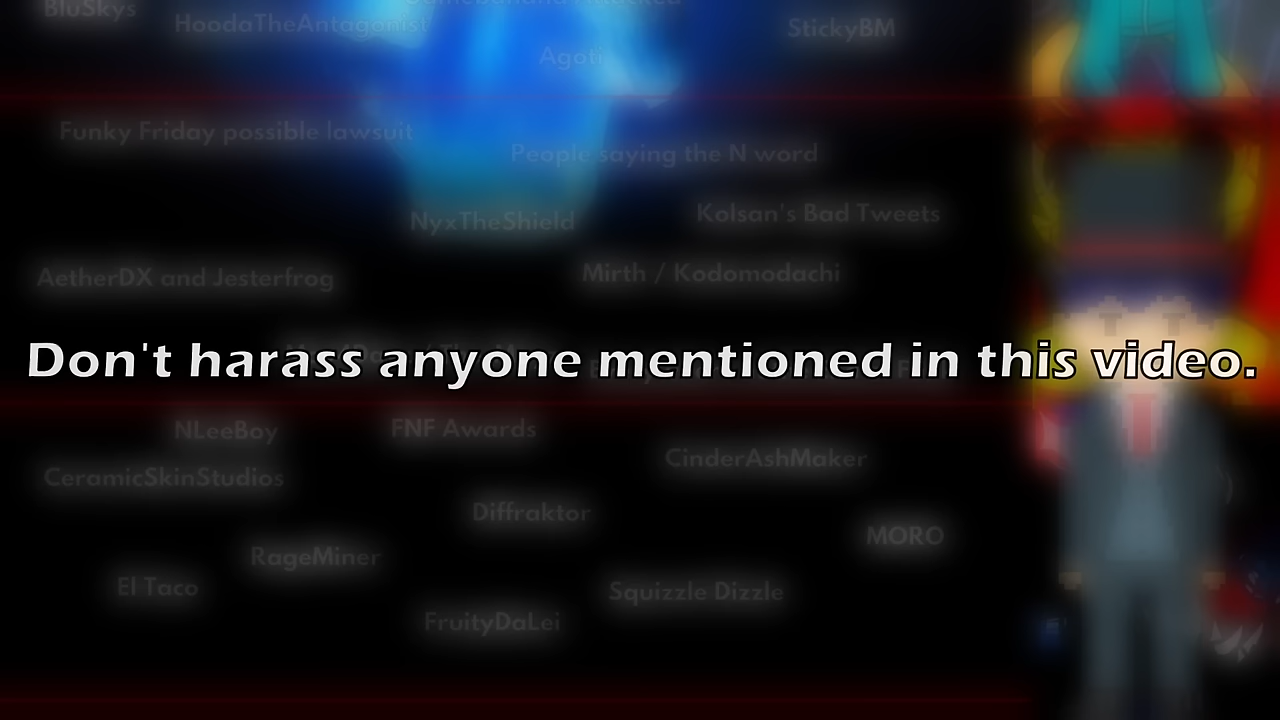 BluSkys
HoodaTheAntagonist
StickyBM
Agoti
Funky Friday possible lawsuit
People saying the N word
NyxTheShield
Kolsan's Bad Tweets
AetherDX and Jesterfrog
Mirth / Kodomodachi
Don't harass anyone mentioned in this video.
NLeeBoy
FNF Awards
CinderAshMaker
CeramicSkinStudios
Diffraktor
MORO
RageMiner
El Taco
Squizzle Dizzle
FruityDaLei